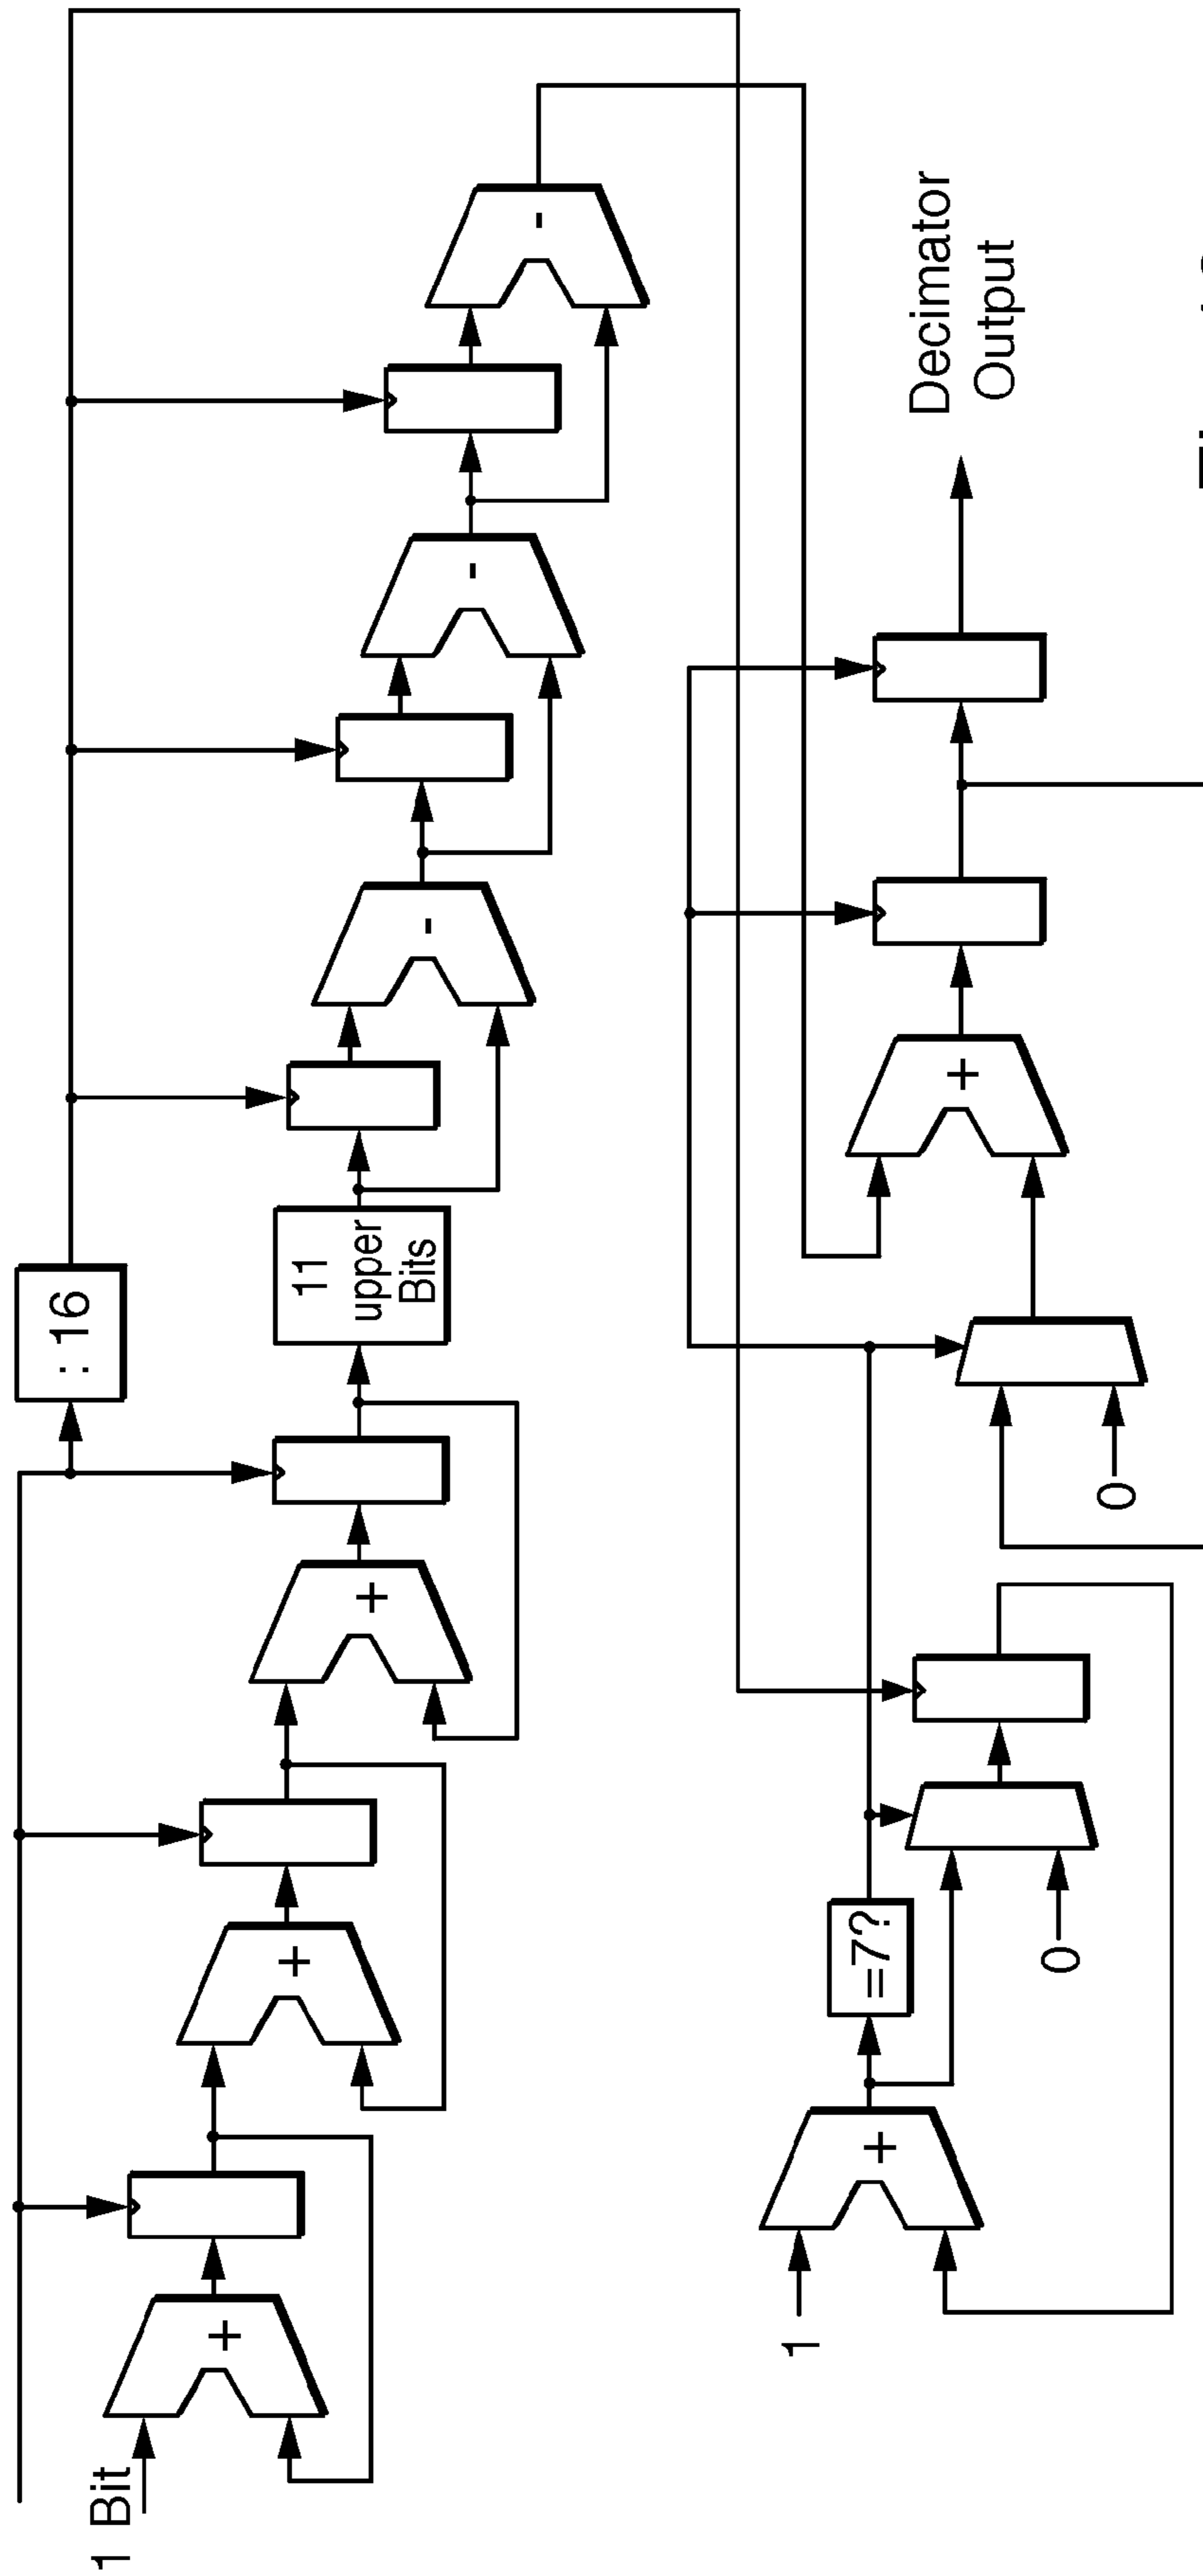 1 Bit
+
+
+
: 16
11
upper
Bits
-
-
-
1
+
=7?
0
0
+
Decimator
Output